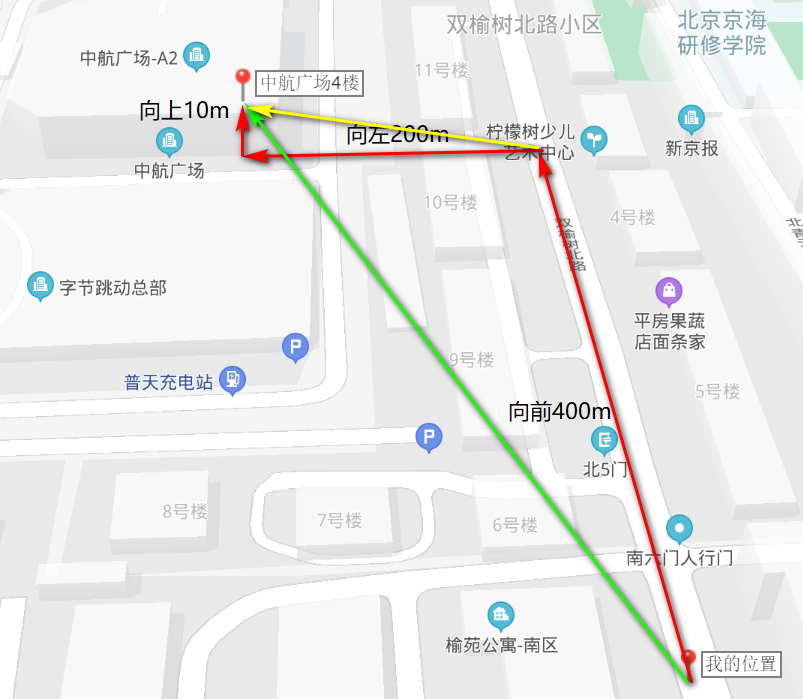 双榆树北路小区
北京京海
研修学院
中航广场-A2
11号楼
中航广场4楼
向上10m
向左200m
柠檬树少儿
艺术中心
新京报
中航广场
10号楼
4号楼
双榆树北路
字节跳动总部
平房果蔬
店面条家
普天充电站
9号楼
5号楼
向前400m
北5门
8号楼
7号楼
6号楼
南六门人行门
榆苑公寓-南区
我的位置
P
P